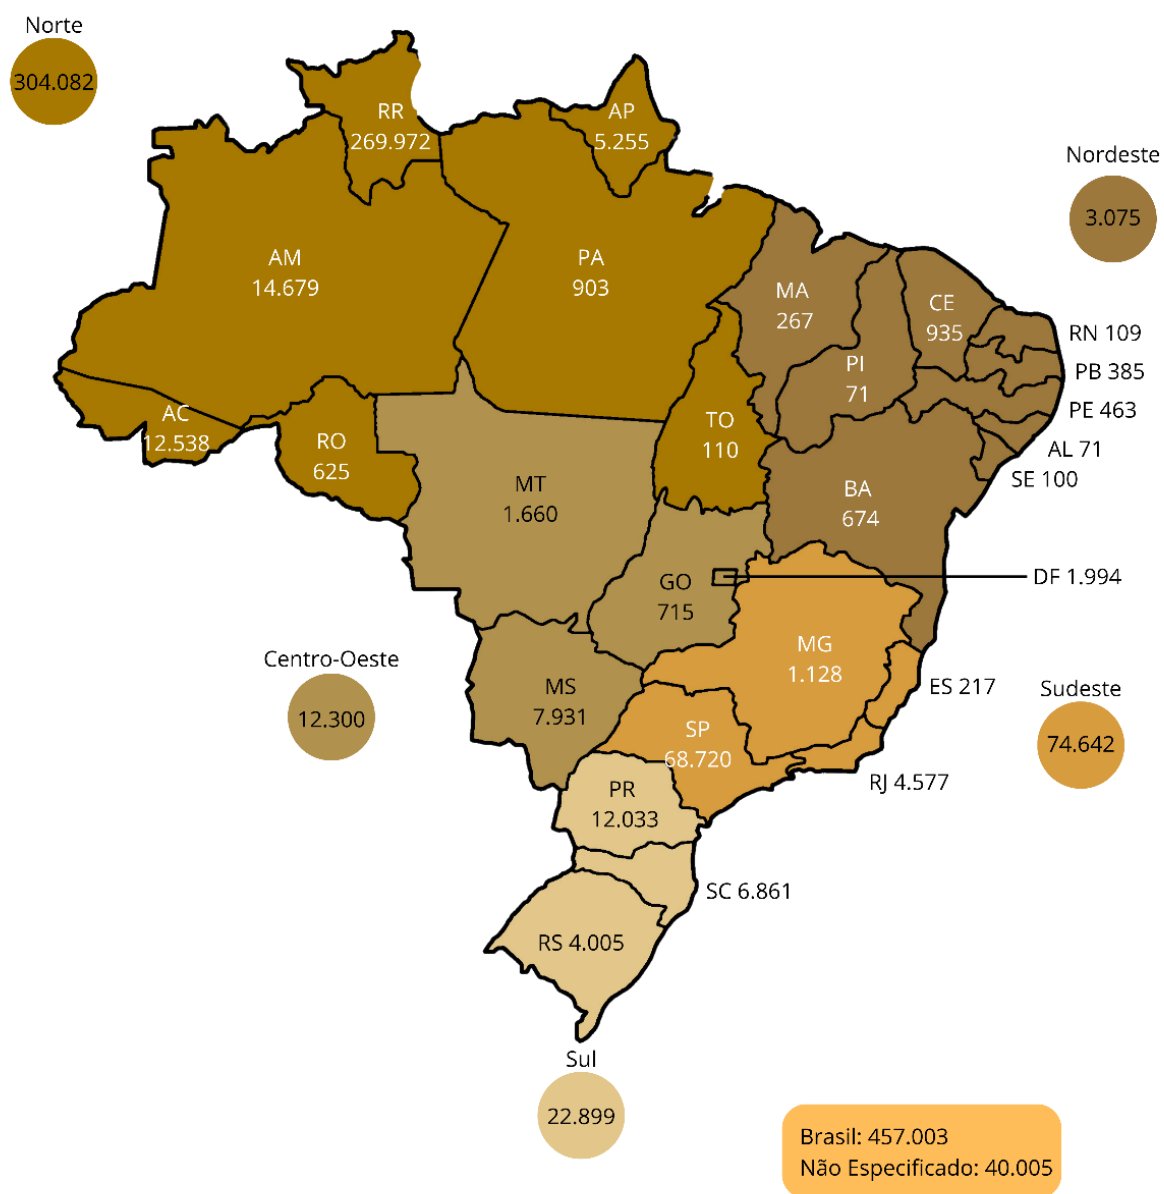 Norte
304.082
RR
269.972
AP
5.255
Nordeste
3.075
AM
14.679
PA
903
MA
267
CE
935
RN 109
PI
71
PB 385
AC
12.538
RO
625
TO
110
PE 463
AL 71
SE 100
MT
1.660
BA
674
GO
715
DF 1.994
Centro-Oeste
12.300
MS
7.931
MG
1.128
ES 217
Sudeste
74.642
SP
68.720
RJ 4.577
PR
12.033
SC 6.861
RS 4.005
Sul
22.899
Brasil: 457.003
Não Especificado: 40.005